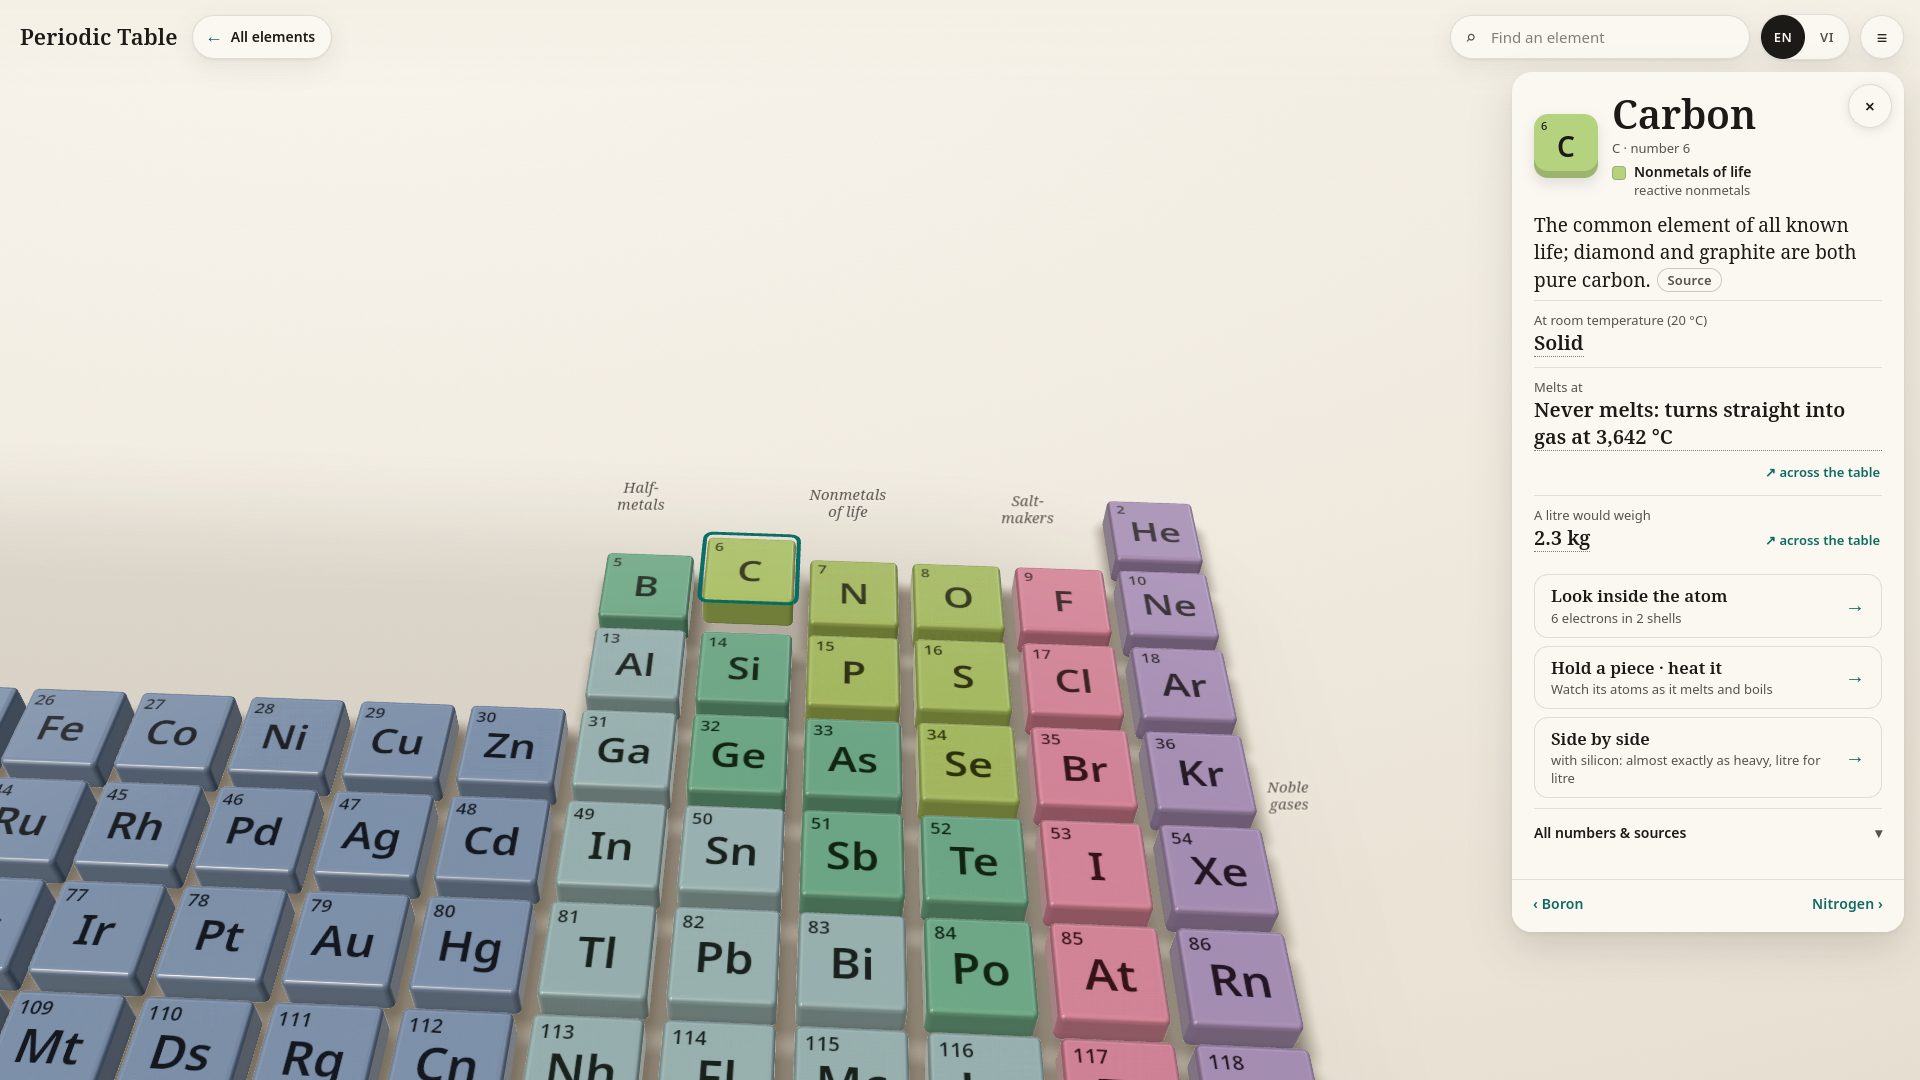 Periodic Table
← All elements
Find an element
EN
VI
≡
×
6
C
Carbon
C · number 6
Nonmetals of life
reactive nonmetals
The common element of all known
life; diamond and graphite are both
pure carbon. Source
At room temperature (20 °C)
Solid
Melts at
Never melts: turns straight into
gas at 3,642 °C
↗ across the table
A litre would weigh
2.3 kg
↗ across the table
Look inside the atom
6 electrons in 2 shells
→
Hold a piece · heat it
Watch its atoms as it melts and boils
→
Side by side
with silicon: almost exactly as heavy, litre for
litre
→
All numbers & sources
▾
‹ Boron
Nitrogen ›
Half-
metals
Nonmetals
of life
Salt-
makers
Noble
gases
2 He
5 B
6 C
7 N
8 O
9 F
10 Ne
13 Al
14 Si
15 P
16 S
17 Cl
18 Ar
26 Fe
27 Co
28 Ni
29 Cu
30 Zn
31 Ga
32 Ge
33 As
34 Se
35 Br
36 Kr
Ru
45 Rh
46 Pd
47 Ag
48 Cd
49 In
50 Sn
51 Sb
52 Te
53 I
54 Xe
77 Ir
78 Pt
79 Au
80 Hg
81 Tl
82 Pb
83 Bi
84 Po
85 At
86 Rn
109 Mt
110 Ds
111 Rg
112 Cn
113 Nh
114 Fl
115 Mc
116
117
118